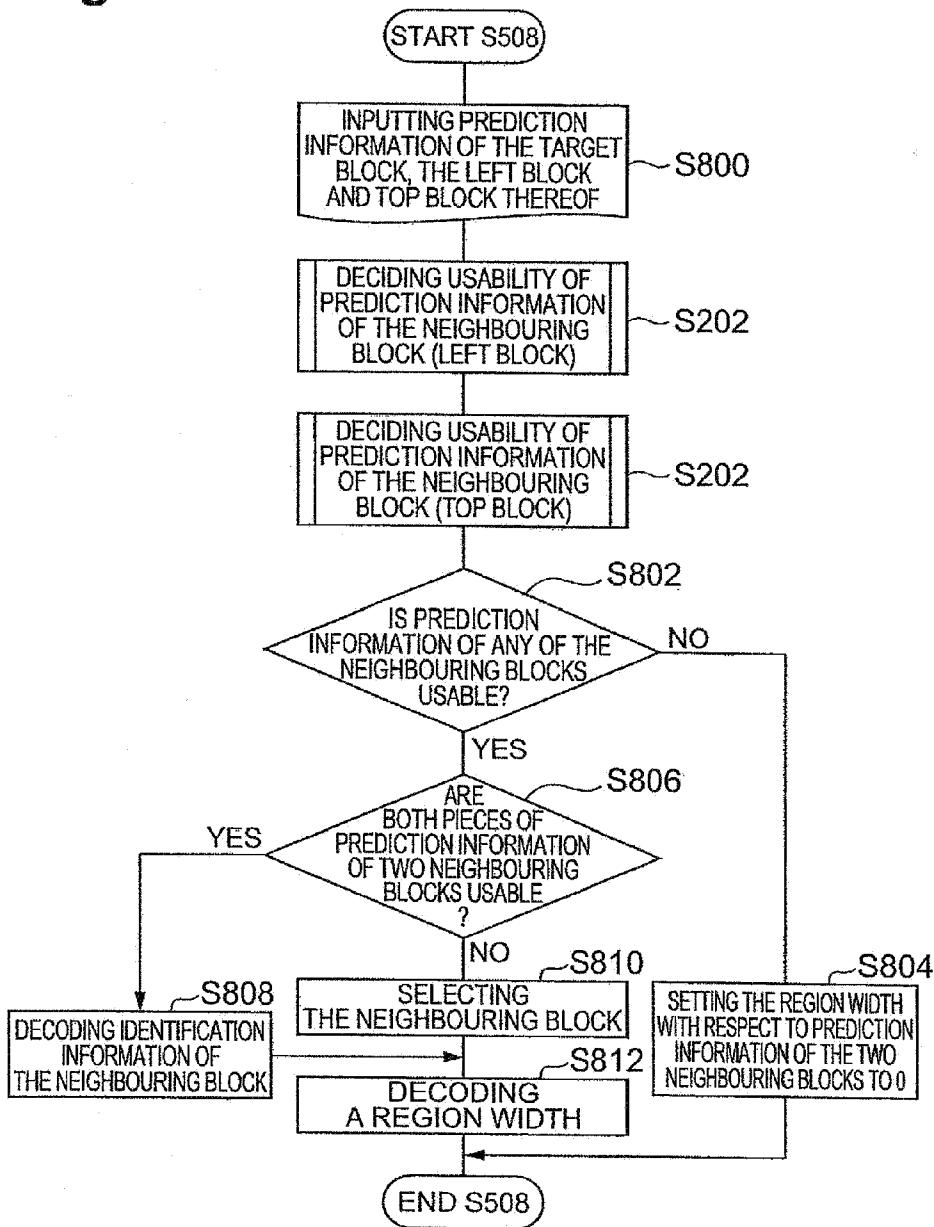 START S508
INPUTTING PREDICTION
INFORMATION OF THE TARGET
BLOCK, THE LEFT BLOCK
AND TOP BLOCK THEREOF
S800
DECIDING USABILITY OF
PREDICTION INFORMATION
OF THE NEIGHBOURING
BLOCK (LEFT BLOCK)
S202
DECIDING USABILITY OF
PREDICTION INFORMATION
OF THE NEIGHBOURING
BLOCK (TOP BLOCK)
S202
S802
IS PREDICTION
INFORMATION OF ANY OF THE
NEIGHBOURING BLOCKS
USABLE?
NO
YES
S806
ARE
BOTH PIECES OF
PREDICTION INFORMATION
OF TWO NEIGHBOURING
BLOCKS USABLE
?
YES
NO
S808
DECODING IDENTIFICATION
INFORMATION OF
THE NEIGHBOURING BLOCK
S810
SELECTING
THE NEIGHBOURING BLOCK
S804
SETTING THE REGION WIDTH
WITH RESPECT TO PREDICTION
INFORMATION OF THE TWO
NEIGHBOURING BLOCKS TO 0
S812
DECODING
A REGION WIDTH
END S508